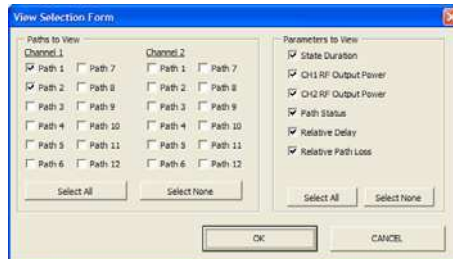 View Selection Form
Paths to View
Channel 1 Channel 2
Path 1 Path 7 Path 1 Path 7
Path 2 Path 8 Path 2 Path 8
Path 3 Path 9 Path 3 Path 9
Path 4 Path 10 Path 4 Path 10
Path 5 Path 11 Path 5 Path 11
Path 6 Path 12 Path 6 Path 12
Select All Select None
Parameters to View
State Duration
CH1 RF Output Power
CH2 RF Output Power
Path Status
Relative Delay
Relative Path Loss
Select All Select None
OK CANCEL